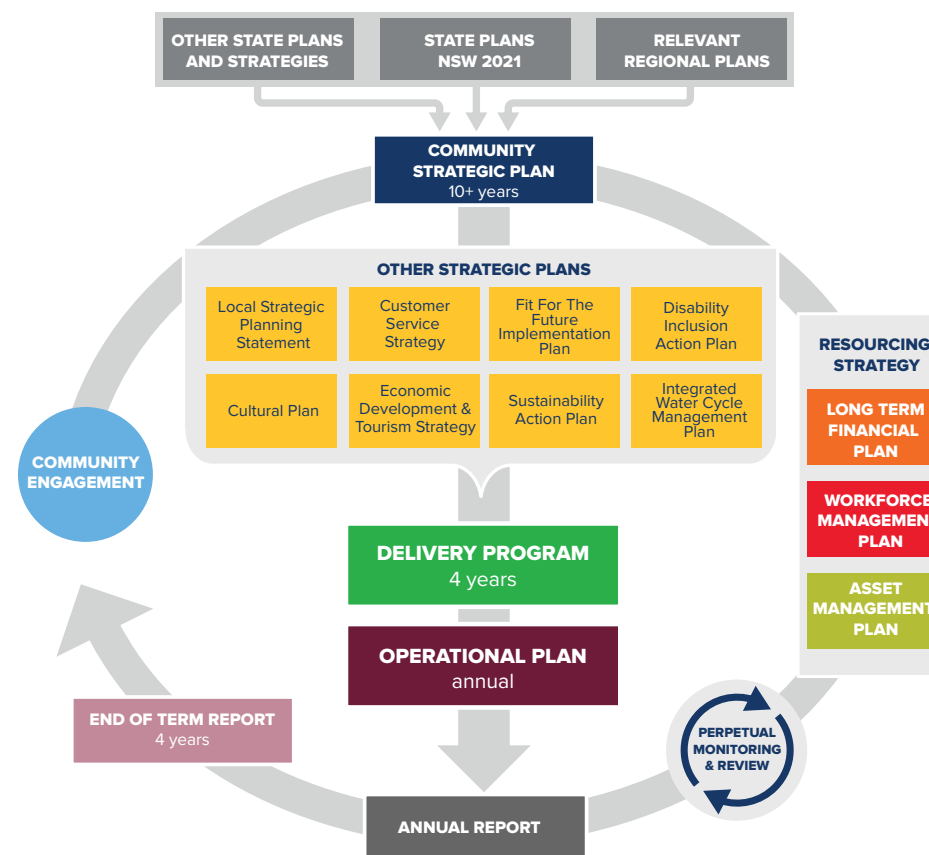 OTHER STATE PLANS
AND STRATEGIES
STATE PLANS
NSW 2021
RELEVANT
REGIONAL PLANS
COMMUNITY
STRATEGIC PLAN
10+ years
OTHER STRATEGIC PLANS
Local Strategic
Planning
Statement
Customer
Service
Strategy
Fit For The
Future
Implementation
Plan
Disability
Inclusion
Action Plan
Cultural Plan
Economic
Development &
Tourism Strategy
Sustainability
Action Plan
Integrated
Water Cycle
Management
Plan
RESOURCING
STRATEGY
LONG TERM
FINANCIAL
PLAN
WORKFORCE
MANAGEMENT
PLAN
ASSET
MANAGEMENT
PLAN
COMMUNITY
ENGAGEMENT
DELIVERY PROGRAM
4 years
OPERATIONAL PLAN
annual
END OF TERM REPORT
4 years
PERPETUAL
MONITORING
& REVIEW
ANNUAL REPORT